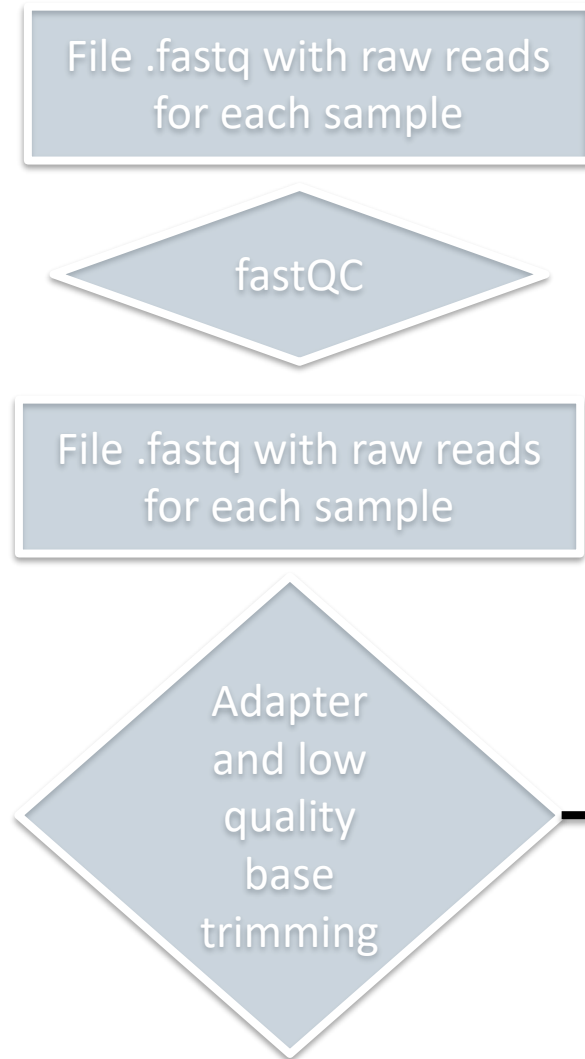 File .fastq with raw reads
for each sample
fastQC
File .fastq with raw reads
for each sample
Adapter
and low
quality
base
trimming